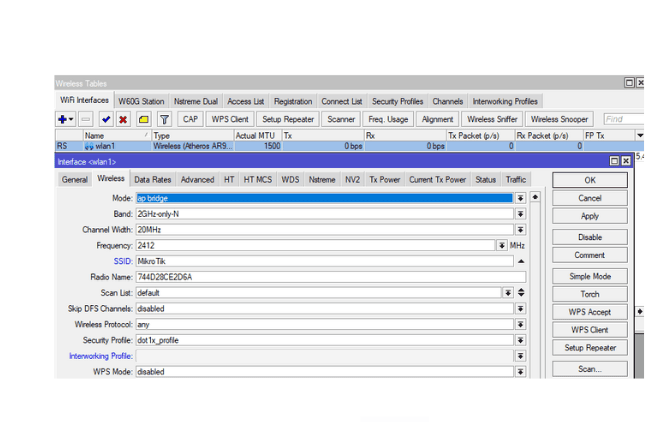 Wireless Tables
WiFi Interfaces W60G Station Nstreme Dual Access List Registration Connect List Security Profiles Channels Interworking Profiles
CAP WPS Client Setup Repeater Scanner Freq. Usage Alignment Wireless Sniffer Wireless Snooper Find
Name / Type Actual MTU Tx Rx Tx Packet (p/s) Rx Packet (p/s) FP Tx
RS wlan1 Wireless (Atheros AR9... 1500 0 bps 0 bps 0 0
Interface <wlan1>
General Wireless Data Rates Advanced HT HT MCS WDS Nstreme NV2 Tx Power Current Tx Power Status Traffic
Mode: ap bridge
Band: 2GHz-only-N
Channel Width: 20MHz
Frequency: 2412 MHz
SSID: MikroTik
Radio Name: 744D28CE2D6A
Scan List: default
Skip DFS Channels: disabled
Wireless Protocol: any
Security Profile: dot1x_profile
Interworking Profile:
WPS Mode: disabled
OK
Cancel
Apply
Disable
Comment
Simple Mode
Torch
WPS Accept
WPS Client
Setup Repeater
Scan...